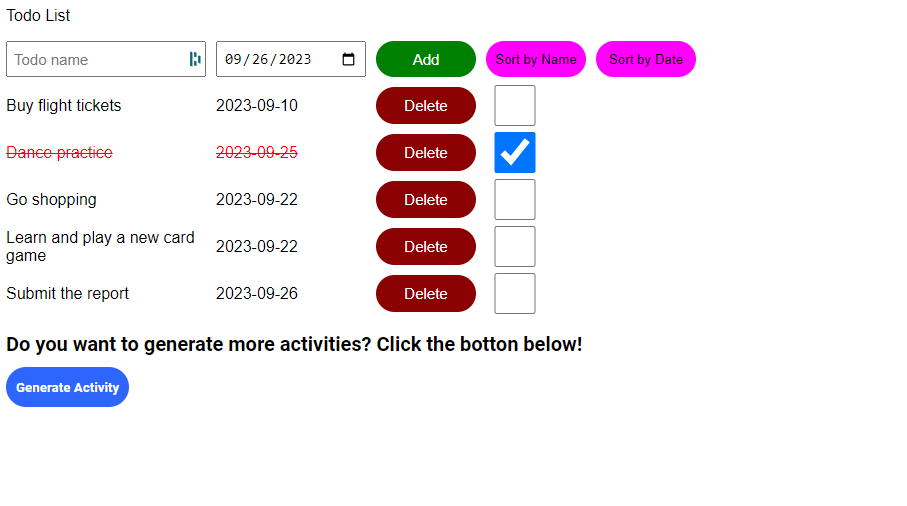 Todo List
Todo name 09/26/2023 Add Sort by Name Sort by Date
Buy flight tickets 2023-09-10 Delete
Dance practice 2023-09-25 Delete
Go shopping 2023-09-22 Delete
Learn and play a new card
game 2023-09-22 Delete
Submit the report 2023-09-26 Delete
Do you want to generate more activities? Click the botton below!
Generate Activity